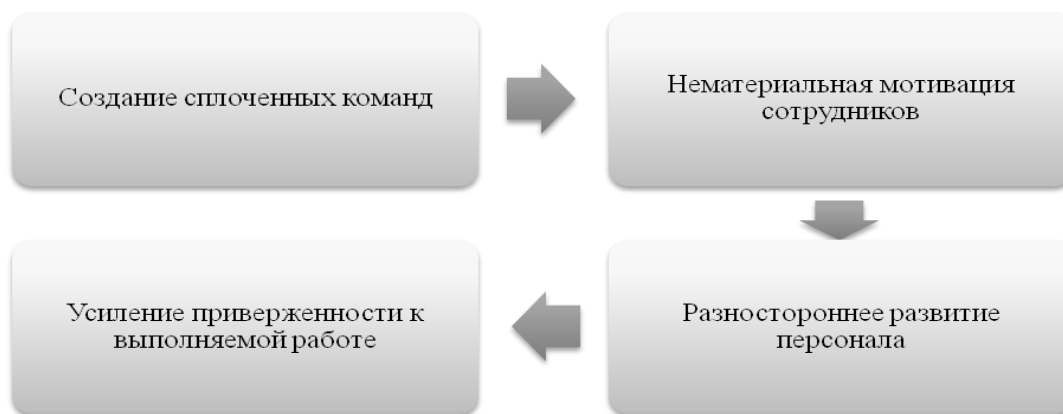 Создание сплоченных команд
Нематериальная мотивация
сотрудников
Разностороннее развитие
персонала
Усиление приверженности к
выполняемой работе